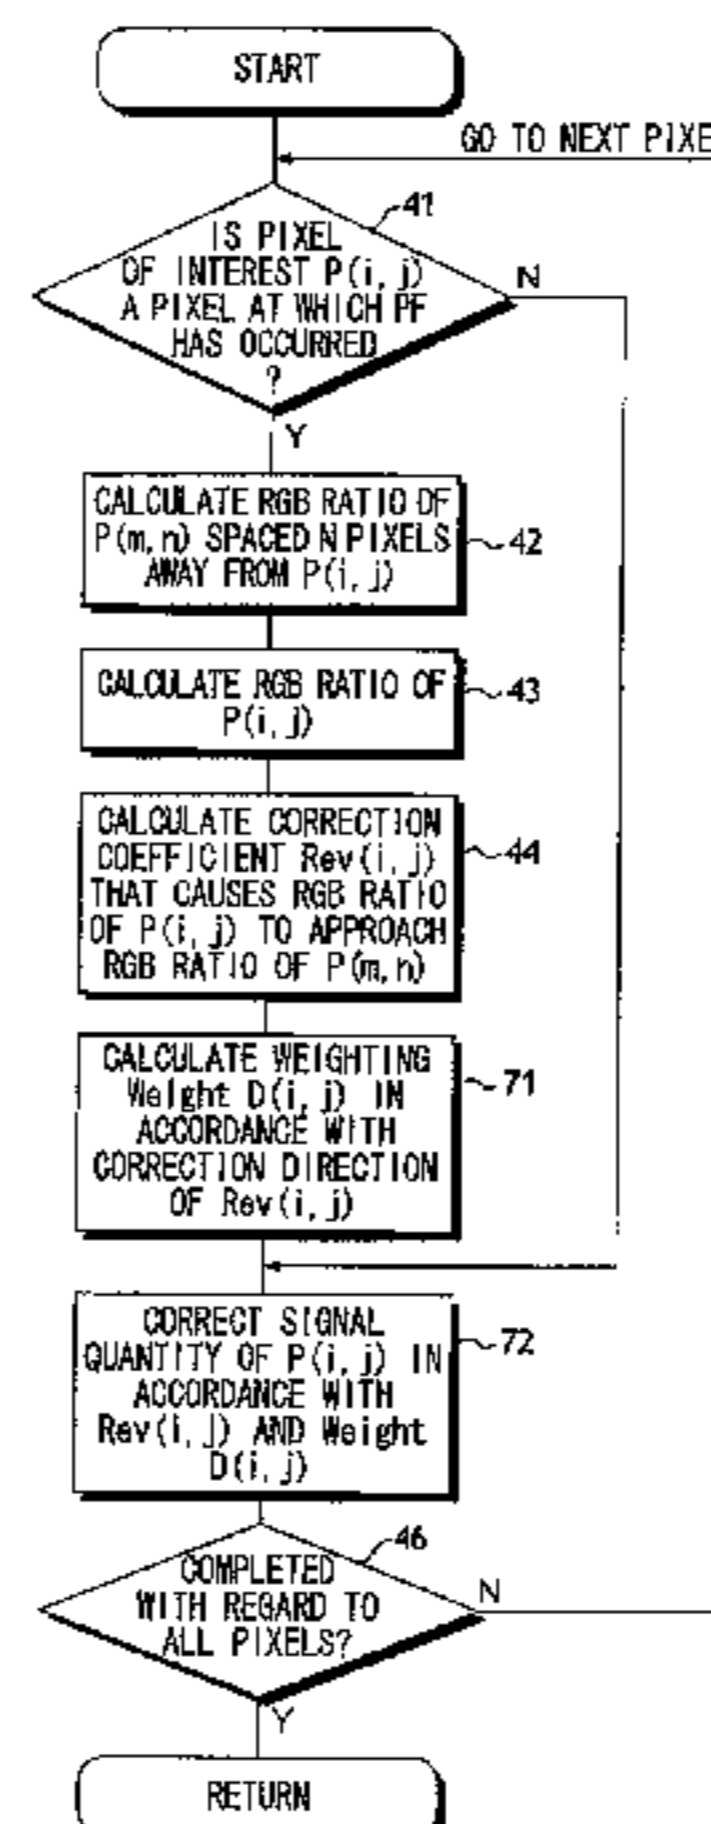 START
GO TO NEXT PIXE
41
IS PIXEL
OF INTEREST P(i, j)
A PIXEL AT WHICH PF
HAS OCCURRED
?
N
Y
CALCULATE RGB RATIO OF
P(m, n) SPACED N PIXELS
AWAY FROM P(i, j)
42
CALCULATE RGB RATIO OF
P(i, j)
43
CALCULATE CORRECTION
COEFFICIENT Rev(i, j)
THAT CAUSES RGB RATIO
OF P(i, j) TO APPROACH
RGB RATIO OF P(m, n)
44
CALCULATE WEIGHTING
Weight D(i, j) IN
ACCORDANCE WITH
CORRECTION DIRECTION
OF Rev(i, j)
71
CORRECT SIGNAL
QUANTITY OF P(i, j) IN
ACCORDANCE WITH
Rev(i, j) AND Weight
D(i, j)
72
46
COMPLETED
WITH REGARD TO
ALL PIXELS?
N
Y
RETURN